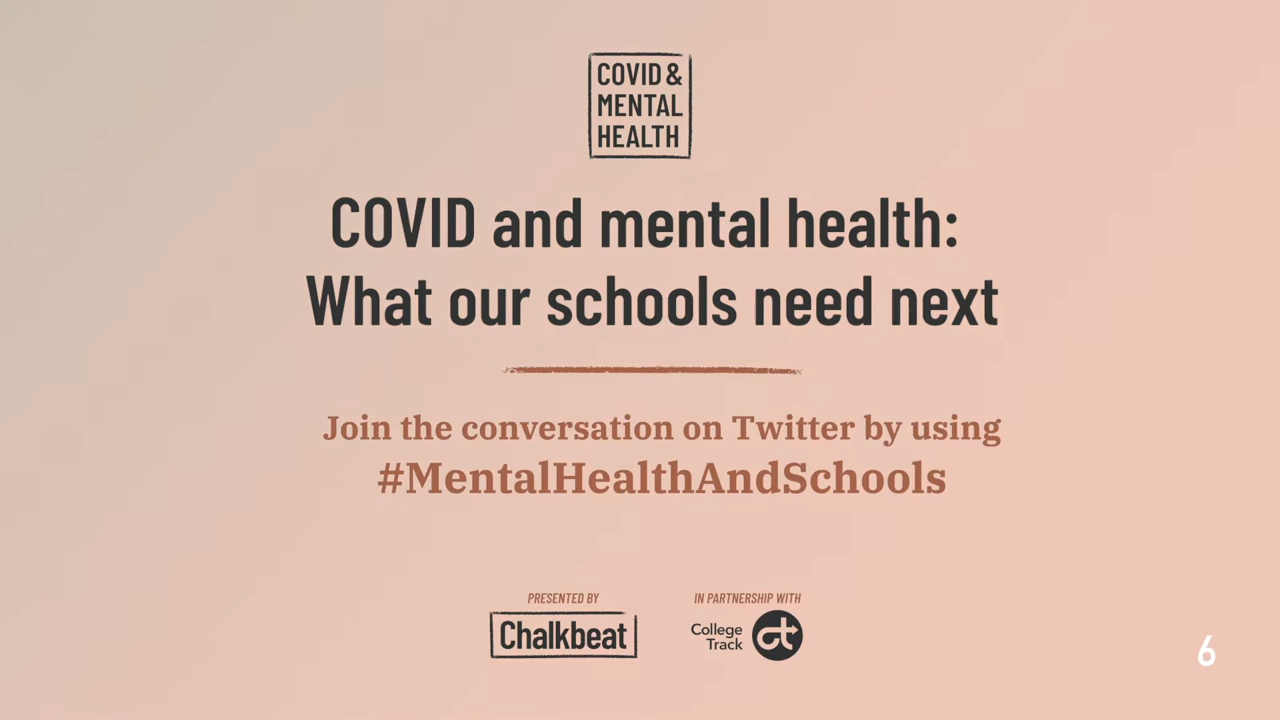 COVID &
MENTAL
HEALTH
COVID and mental health:
What our schools need next
Join the conversation on Twitter by using
#MentalHealthAndSchools
PRESENTED BY
Chalkbeat
IN PARTNERSHIP WITH
College
Track
ct
6